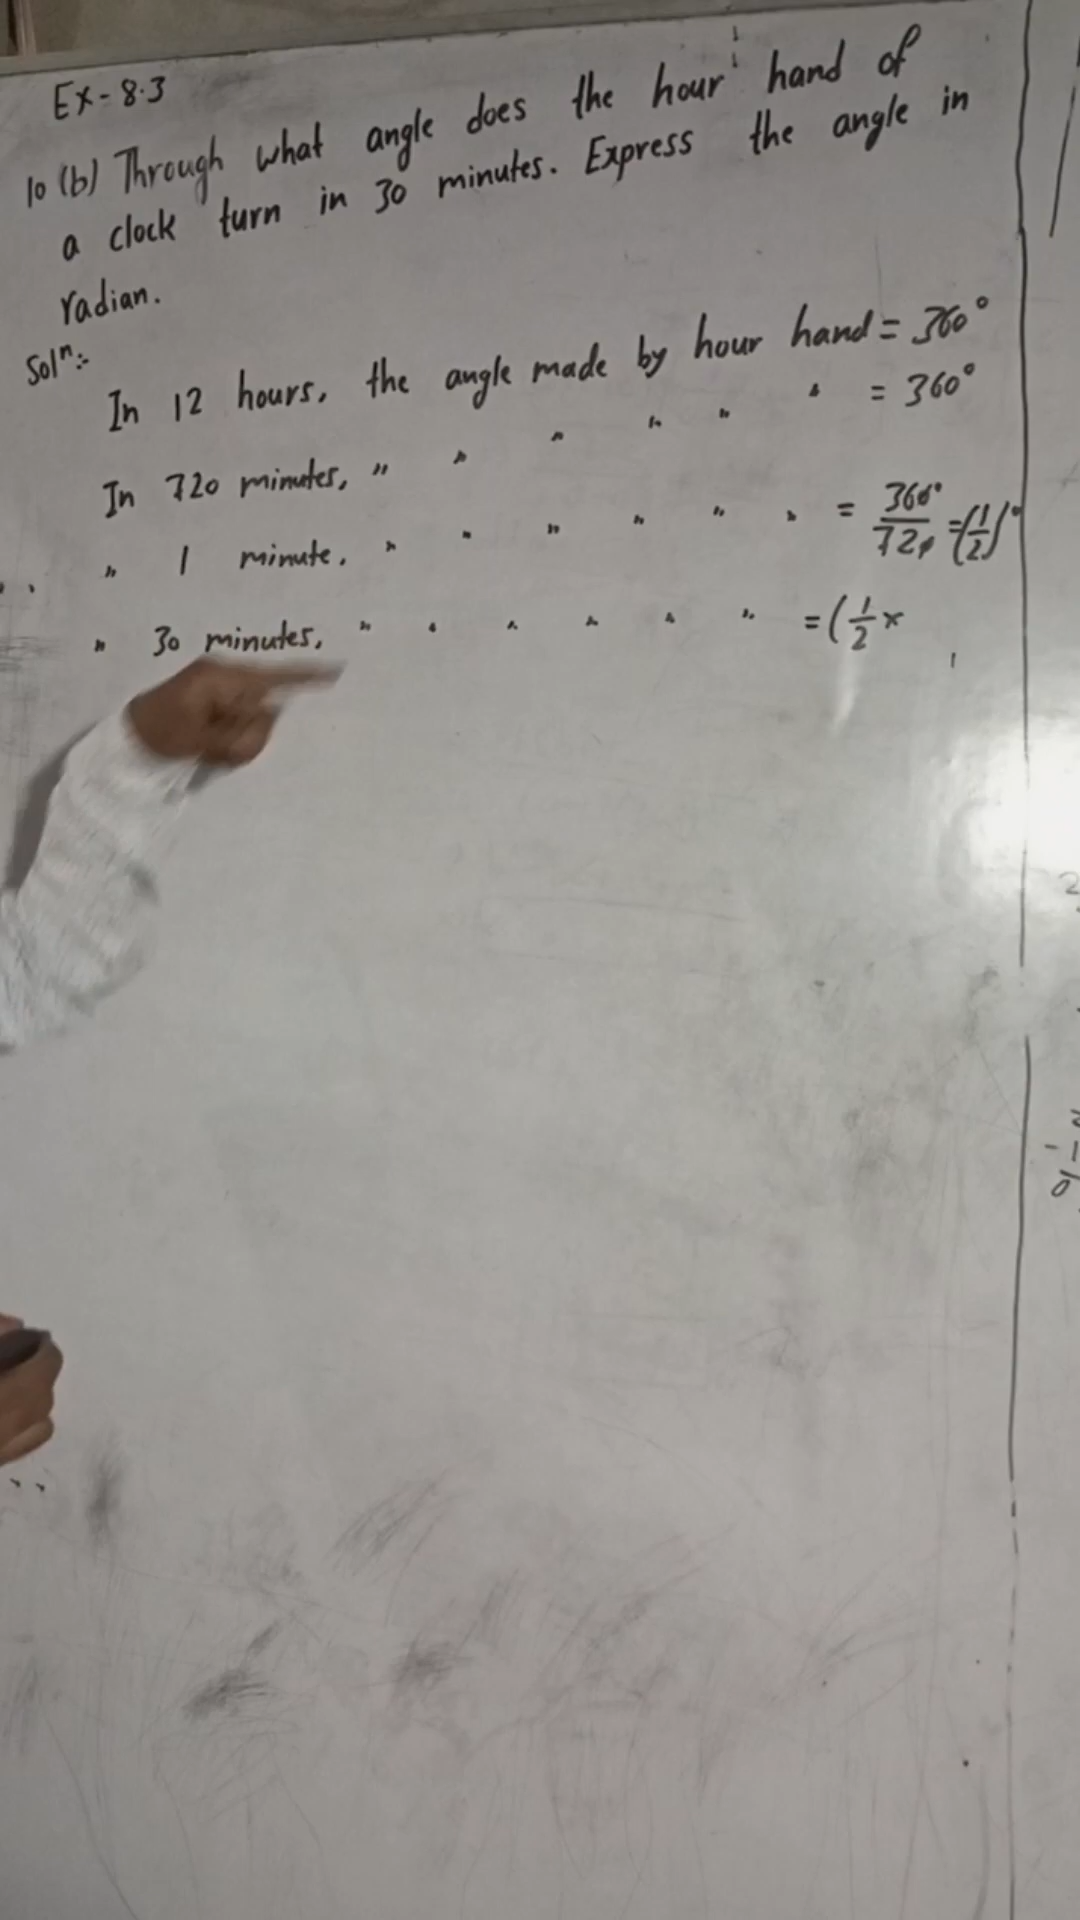 Ex - 8.3
10 (b) Through what angle does the hour hand of
a clock turn in 30 minutes. Express the angle in
radian.
Solⁿ:-
In 12 hours, the angle made by hour hand = 360°
In 720 minutes, " " " " " " = 360°
" 1 minute, " " " " " " = 360°/720 = (1/2)°
" 30 minutes, " " " " " " = (1/2 ×